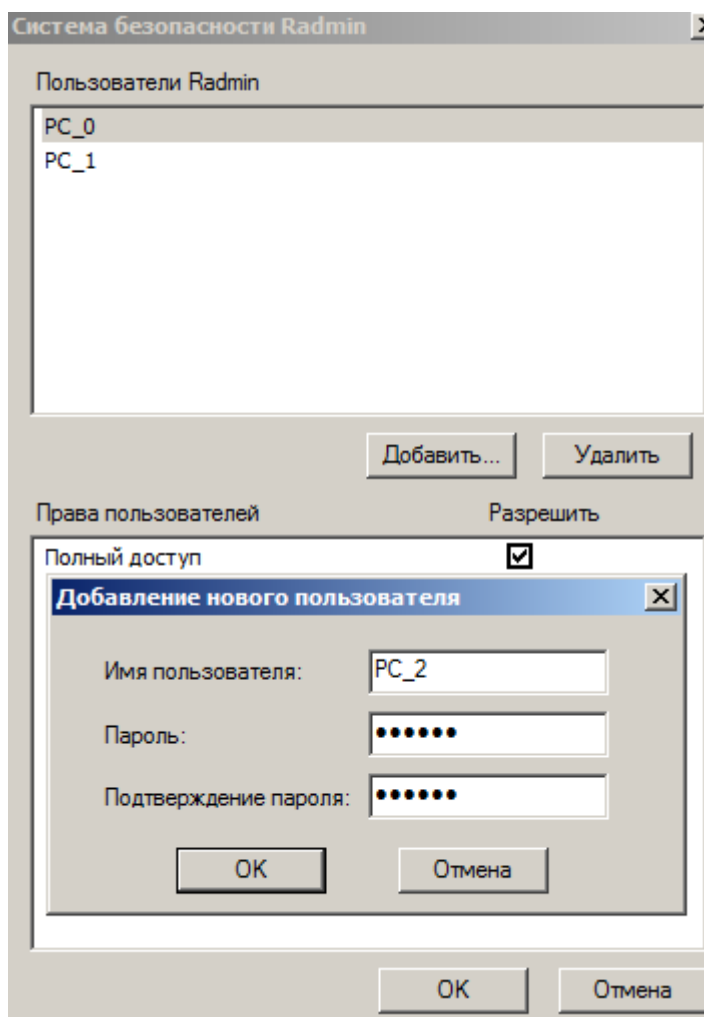 Система безопасности Radmin
Пользователи Radmin
PC_0
PC_1
Добавить...
Удалить
Права пользователей
Разрешить
Полный доступ
Добавление нового пользователя
Имя пользователя:
PC_2
Пароль:
••••••
Подтверждение пароля:
••••••
OK
Отмена
OK
Отмена